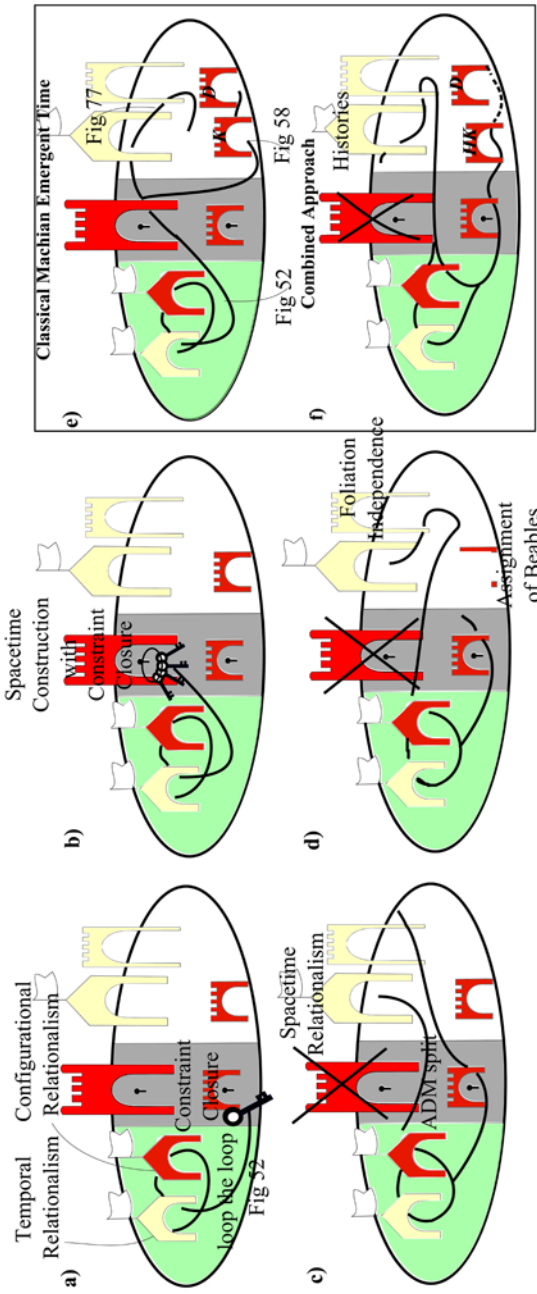 a)
Temporal
Relationalism
Configurational
Relationalism
Constraint
Closure
loop the loop
Fig 52
b)
Spacetime
Construction
with
Constraint
Closure
c)
Spacetime
Relationalism
ADM split
d)
Foliation
Independence
Assignment
of Beables
e)
Classical Machian Emergent Time
Fig 77
K
D
Fig 58
Fig 52
f)
Combined Approach
Histories
HK
D